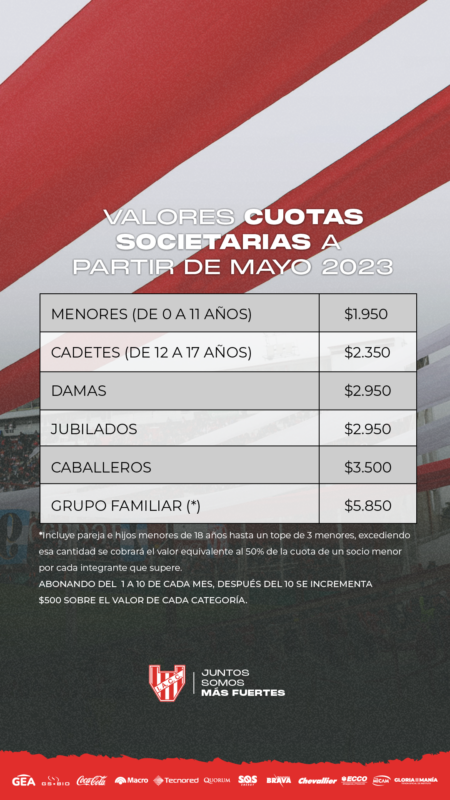 VALORES CUOTAS
SOCIETARIAS A
PARTIR DE MAYO 2023
MENORES (DE 0 A 11 AÑOS) $1.950
CADETES (DE 12 A 17 AÑOS) $2.350
DAMAS $2.950
JUBILADOS $2.950
CABALLEROS $3.500
GRUPO FAMILIAR (*) $5.850
*Incluye pareja e hijos menores de 18 años hasta un tope de 3 menores, excediendo
esa cantidad se cobrará el valor equivalente al 50% de la cuota de un socio menor
por cada integrante que supere.
ABONANDO DEL 1 A 10 DE CADA MES, DESPUÉS DEL 10 SE INCREMENTA
$500 SOBRE EL VALOR DE CADA CATEGORÍA.
I.A.C.C.
JUNTOS
SOMOS
MÁS FUERTES
GEA Coca-Cola Macro Tecnored QUORUM SOS BRAVA Chevallier ECCO GLORIA MANÍA